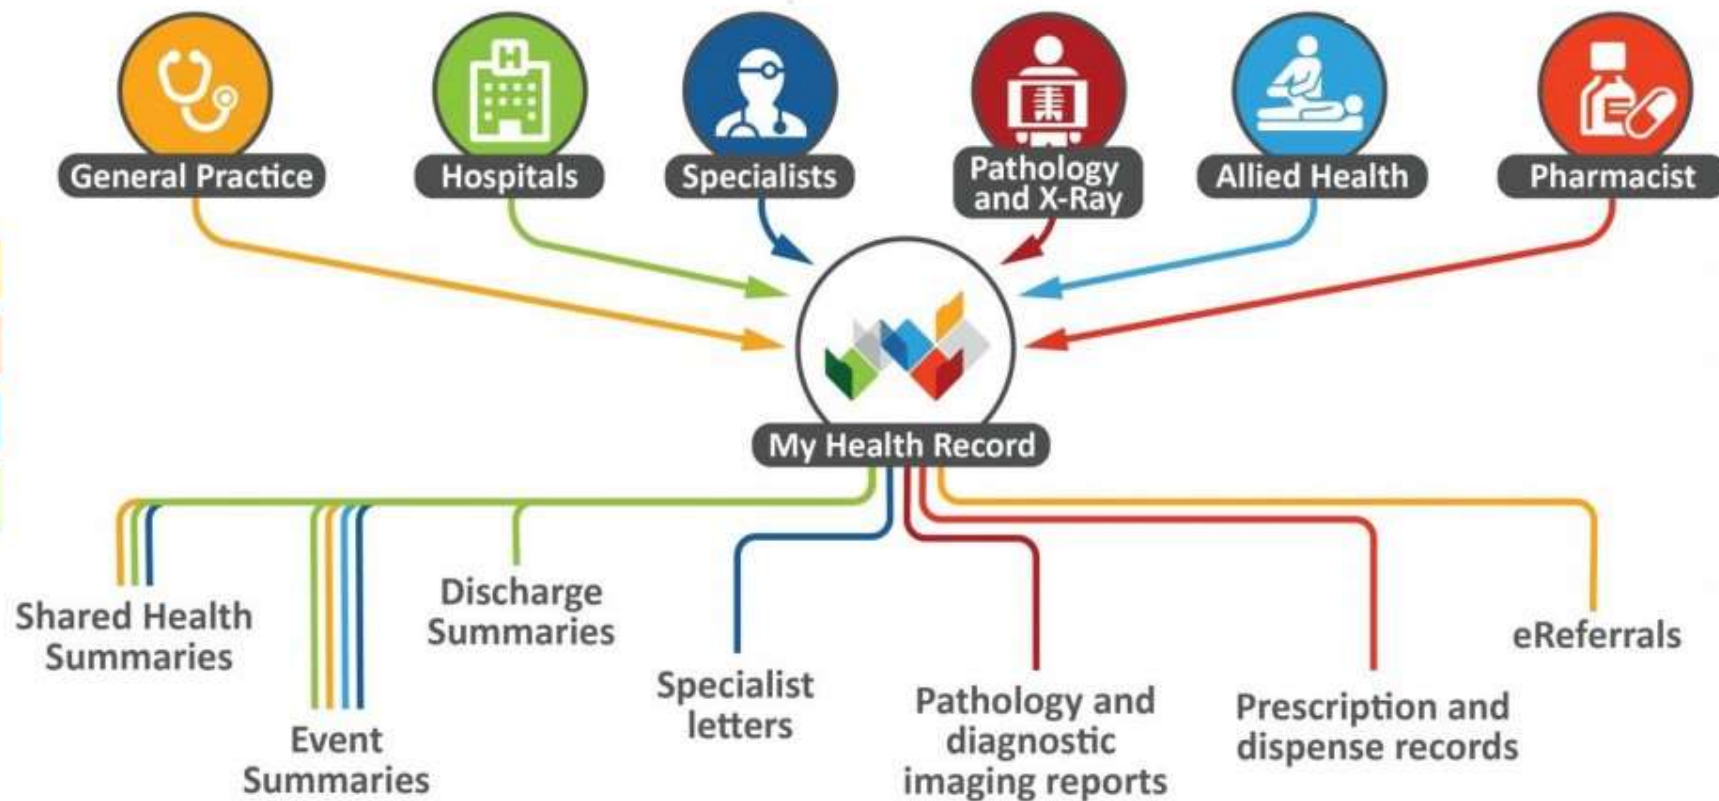 H
General Practice
Hospitals
Specialists
Pathology
and X-Ray
Allied Health
Pharmacist
My Health Record
Shared Health
Summaries
Event
Summaries
Discharge
Summaries
Specialist
letters
Pathology and
diagnostic
imaging reports
Prescription and
dispense records
eReferrals